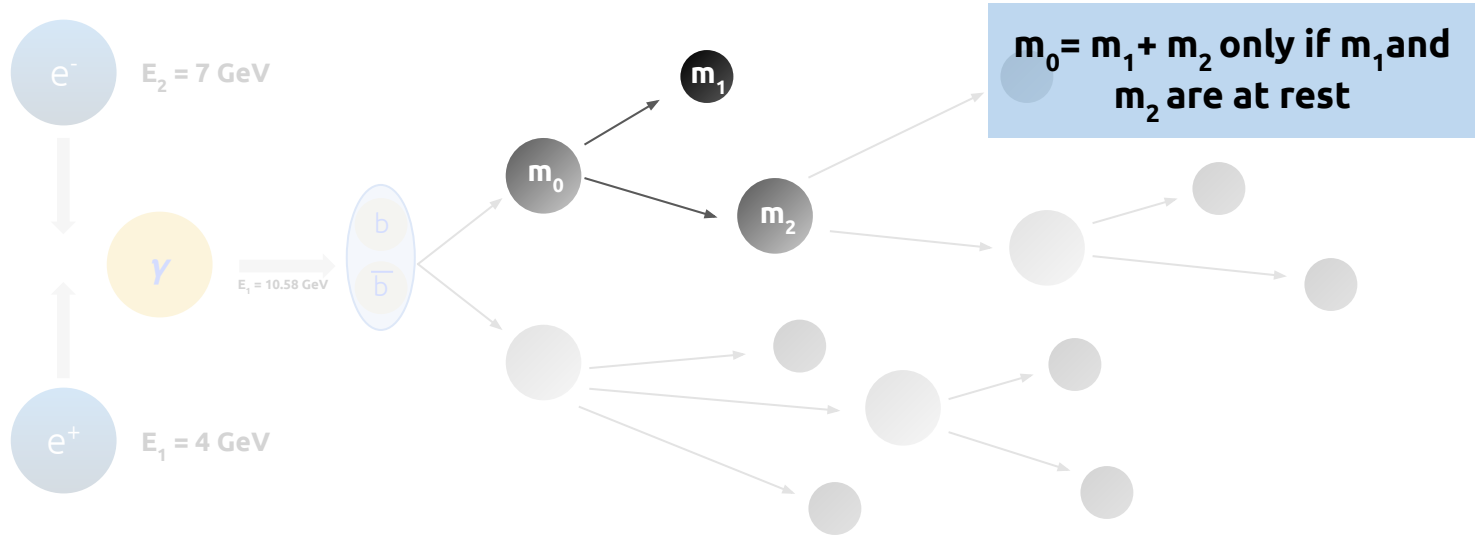 e⁻
E₂ = 7 GeV
m₁
m₀= m₁+ m₂ only if m₁and
m₂ are at rest
m₀
m₂
b
γ
E₁ = 10.58 GeV
b̅
e⁺
E₁ = 4 GeV